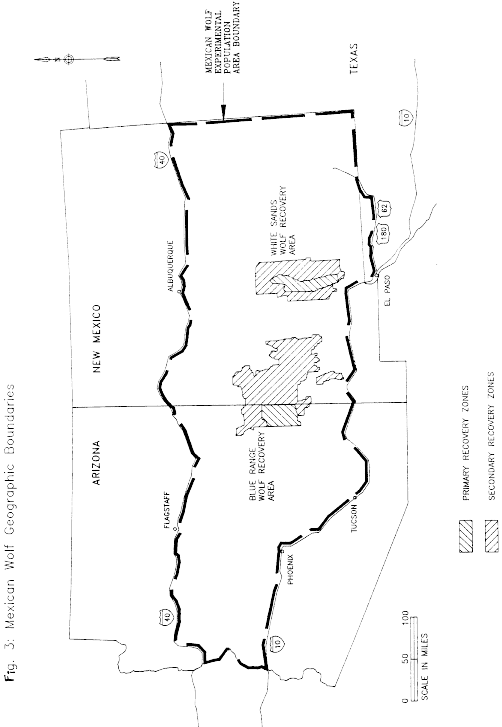 Fig. 3: Mexican Wolf Geographic Boundaries
ARIZONA
NEW MEXICO
TEXAS
MEXICAN WOLF
EXPERIMENTAL
POPULATION
AREA BOUNDARY
40
FLAGSTAFF
ALBUQUERQUE
40
BLUE RANGE
WOLF RECOVERY
AREA
WHITE SANDS
WOLF RECOVERY
AREA
10
PHOENIX
TUCSON
EL PASO
180
62
10
0 50 100
SCALE IN MILES
PRIMARY RECOVERY ZONES
SECONDARY RECOVERY ZONES